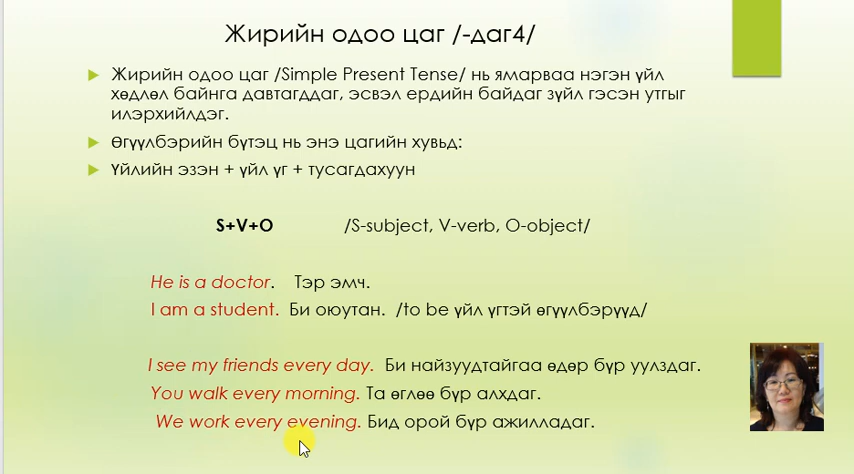 Жирийн одоо цаг /-даг4/
Жирийн одоо цаг /Simple Present Tense/ нь ямарваа нэгэн үйл
хөдлөл байнга давтагддаг, эсвэл ердийн байдаг зүйл гэсэн утгыг
илэрхийлдэг.
Өгүүлбэрийн бүтэц нь энэ цагийн хувьд:
Үйлийн эзэн + үйл үг + тусагдахуун
S+V+O /S-subject, V-verb, O-object/
He is a doctor. Тэр эмч.
I am a student. Би оюутан. /to be үйл үгтэй өгүүлбэрүүд/
I see my friends every day. Би найзуудтайгаа өдөр бүр уулздаг.
You walk every morning. Та өглөө бүр алхдаг.
We work every evening. Бид орой бүр ажилладаг.